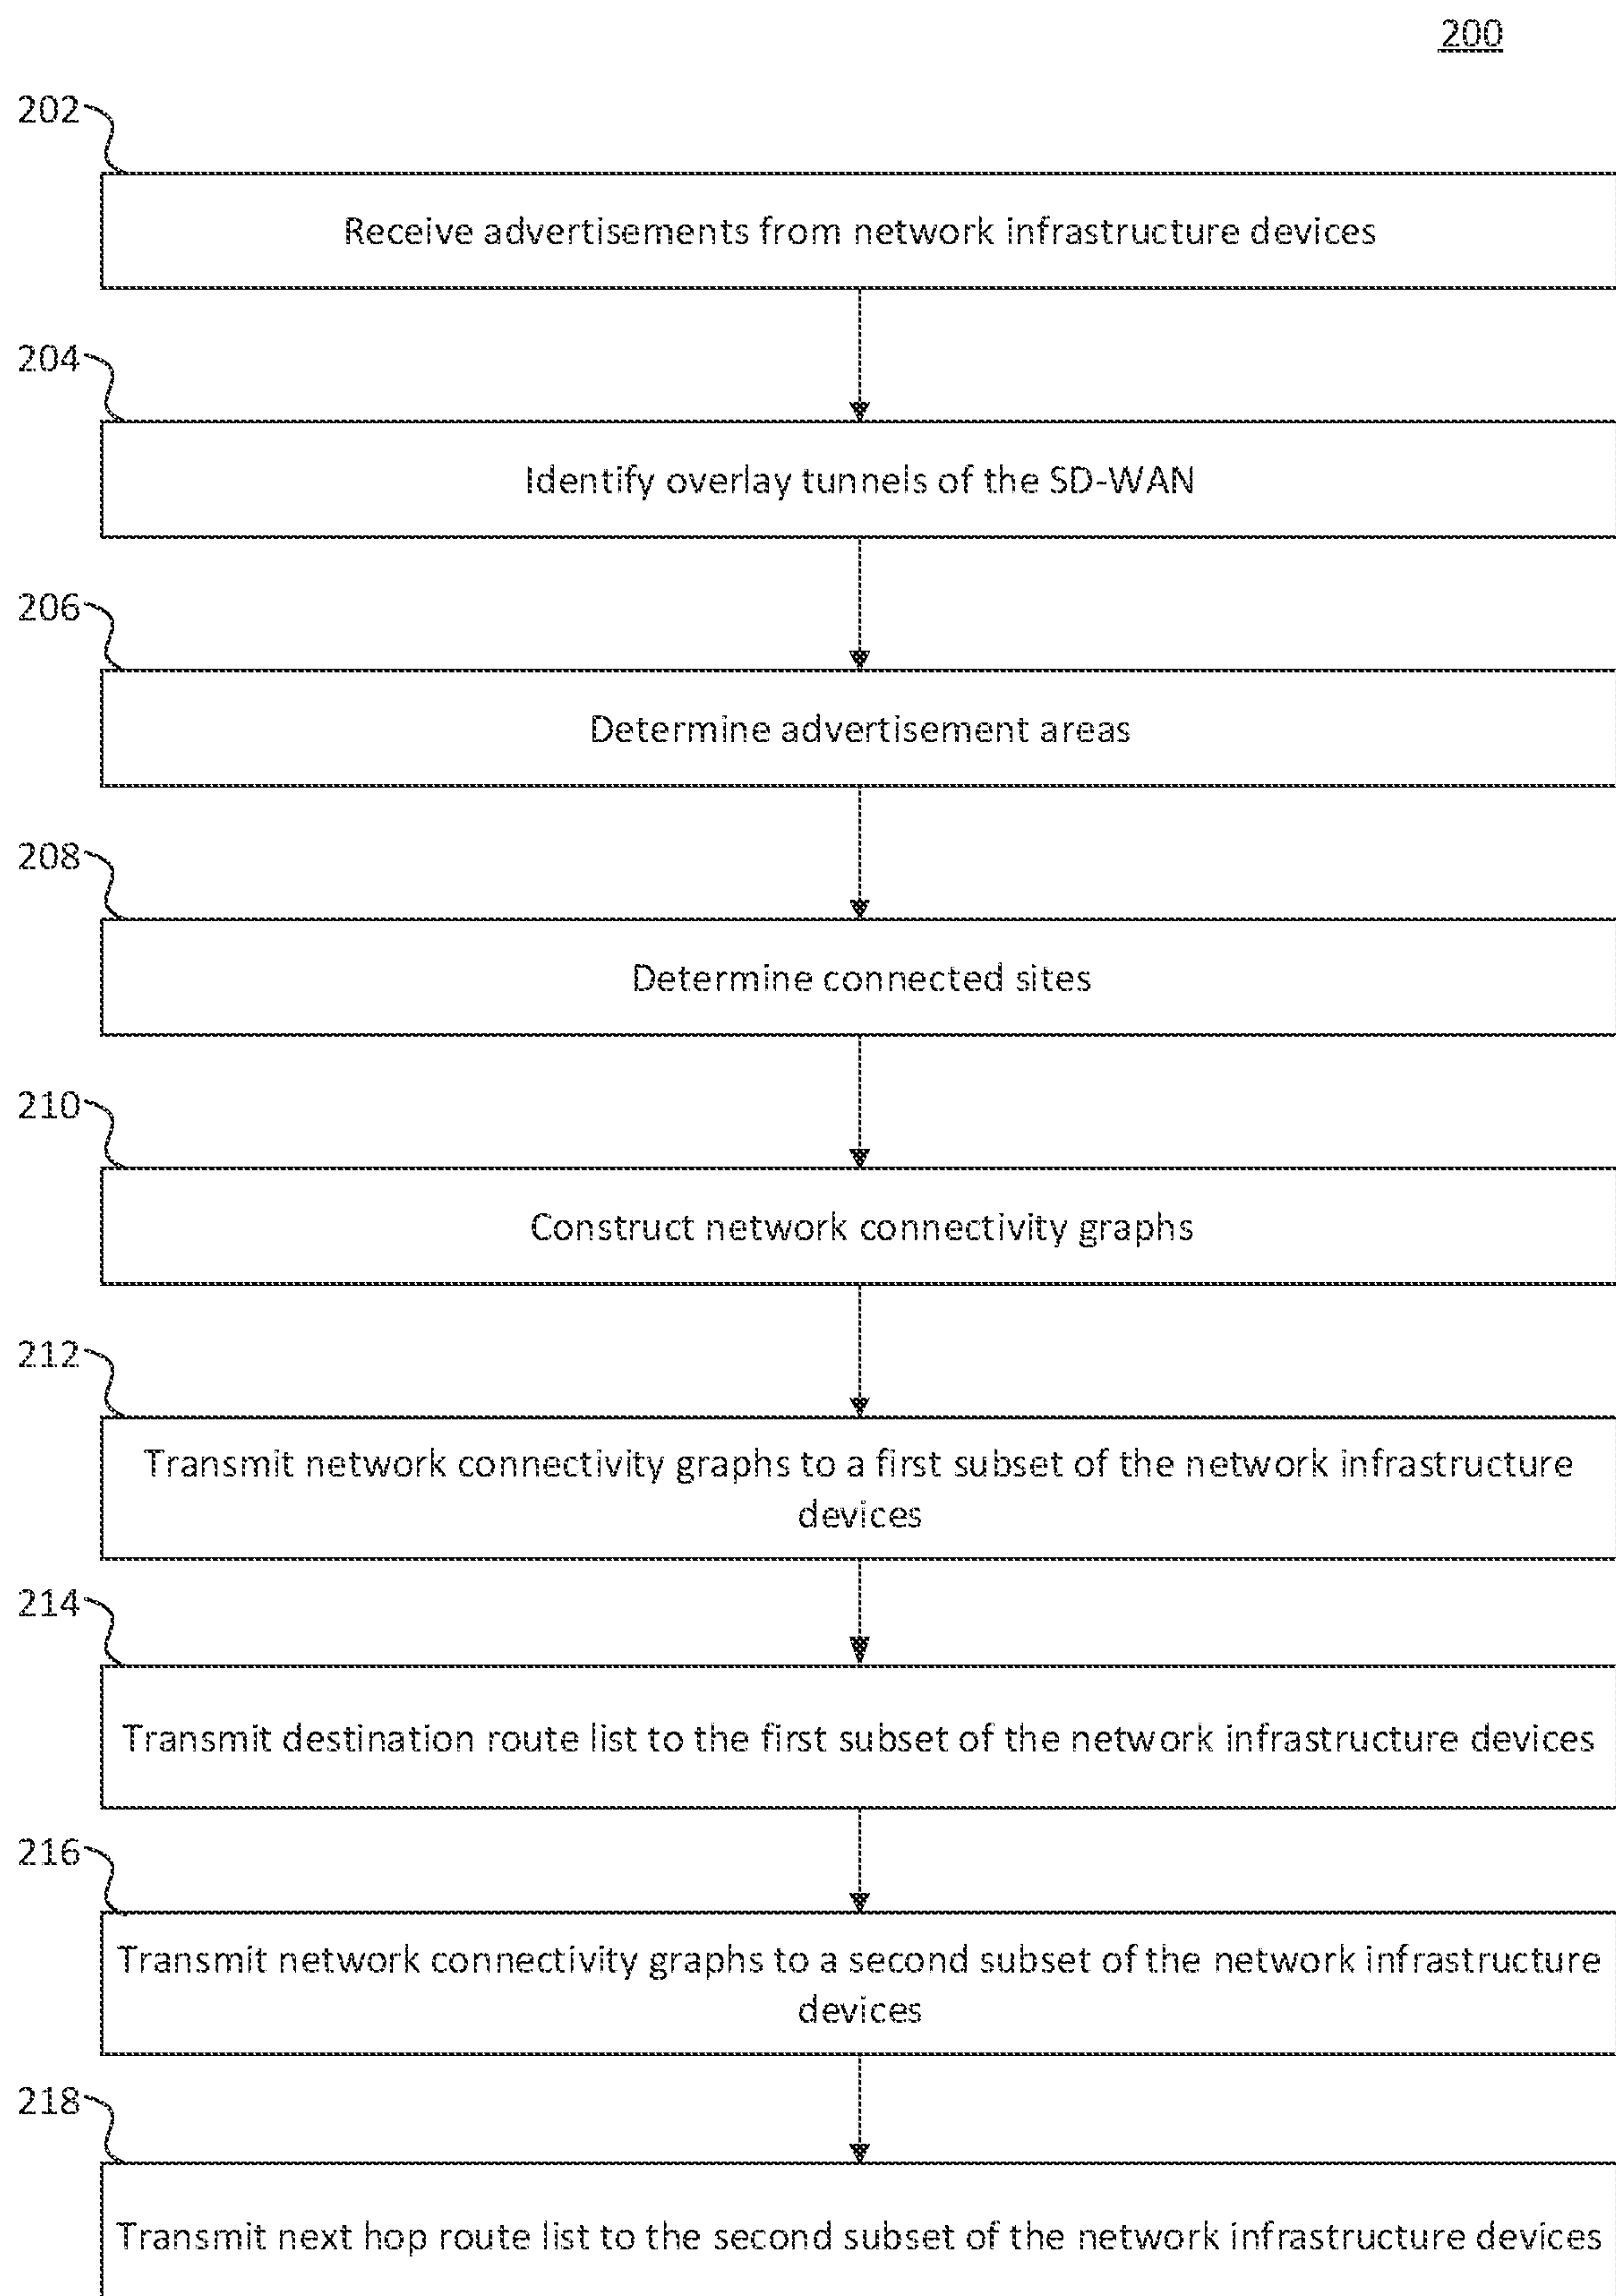 200
202
Receive advertisements from network infrastructure devices
204
Identify overlay tunnels of the SD-WAN
206
Determine advertisement areas
208
Determine connected sites
210
Construct network connectivity graphs
212
Transmit network connectivity graphs to a first subset of the network infrastructure
devices
214
Transmit destination route list to the first subset of the network infrastructure devices
216
Transmit network connectivity graphs to a second subset of the network infrastructure
devices
218
Transmit next hop route list to the second subset of the network infrastructure devices